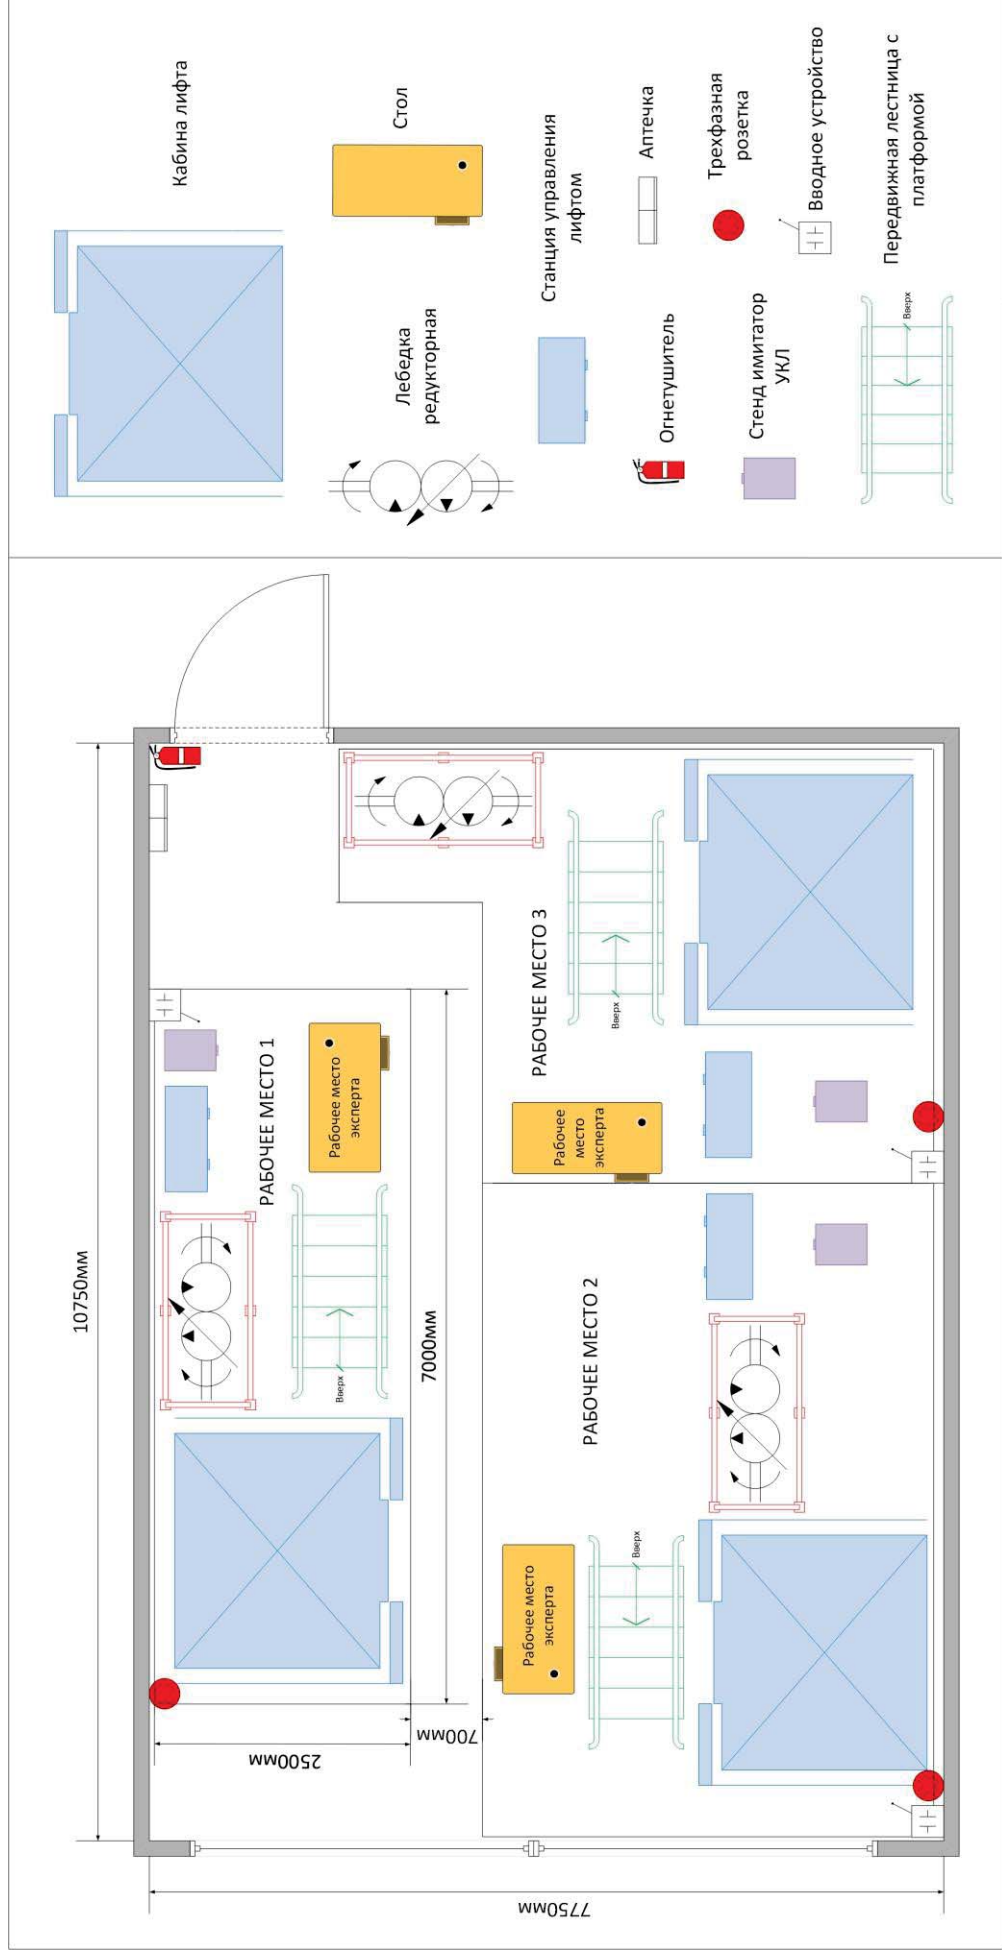 10750мм
7750мм
2500мм
700мм
7000мм
РАБОЧЕЕ МЕСТО 1
Рабочее место
эксперта
Вверх
РАБОЧЕЕ МЕСТО 2
Рабочее место
эксперта
Вверх
РАБОЧЕЕ МЕСТО 3
Рабочее
место
эксперта
Вверх
Кабина лифта
Лебедка
редукторная
Стол
Станция управления
лифтом
Огнетушитель
Аптечка
Стенд имитатор
УКЛ
Трехфазная
розетка
Вводное устройство
Вверх
Передвижная лестница с
платформой